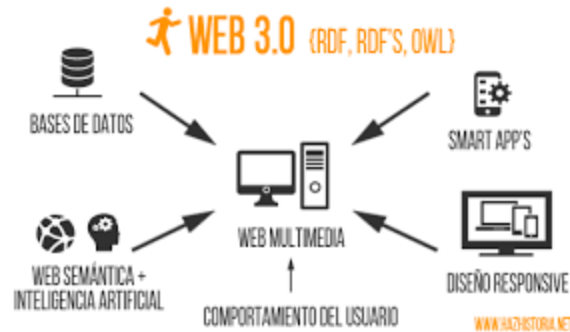 WEB 3.0 {RDF, RDF'S, OWL}
BASES DE DATOS
SMART APP'S
WEB MULTIMEDIA
WEB SEMÁNTICA +
INTELIGENCIA ARTIFICIAL
DISEÑO RESPONSIVE
COMPORTAMIENTO DEL USUARIO
WWW.HAZHISTORIA.NET